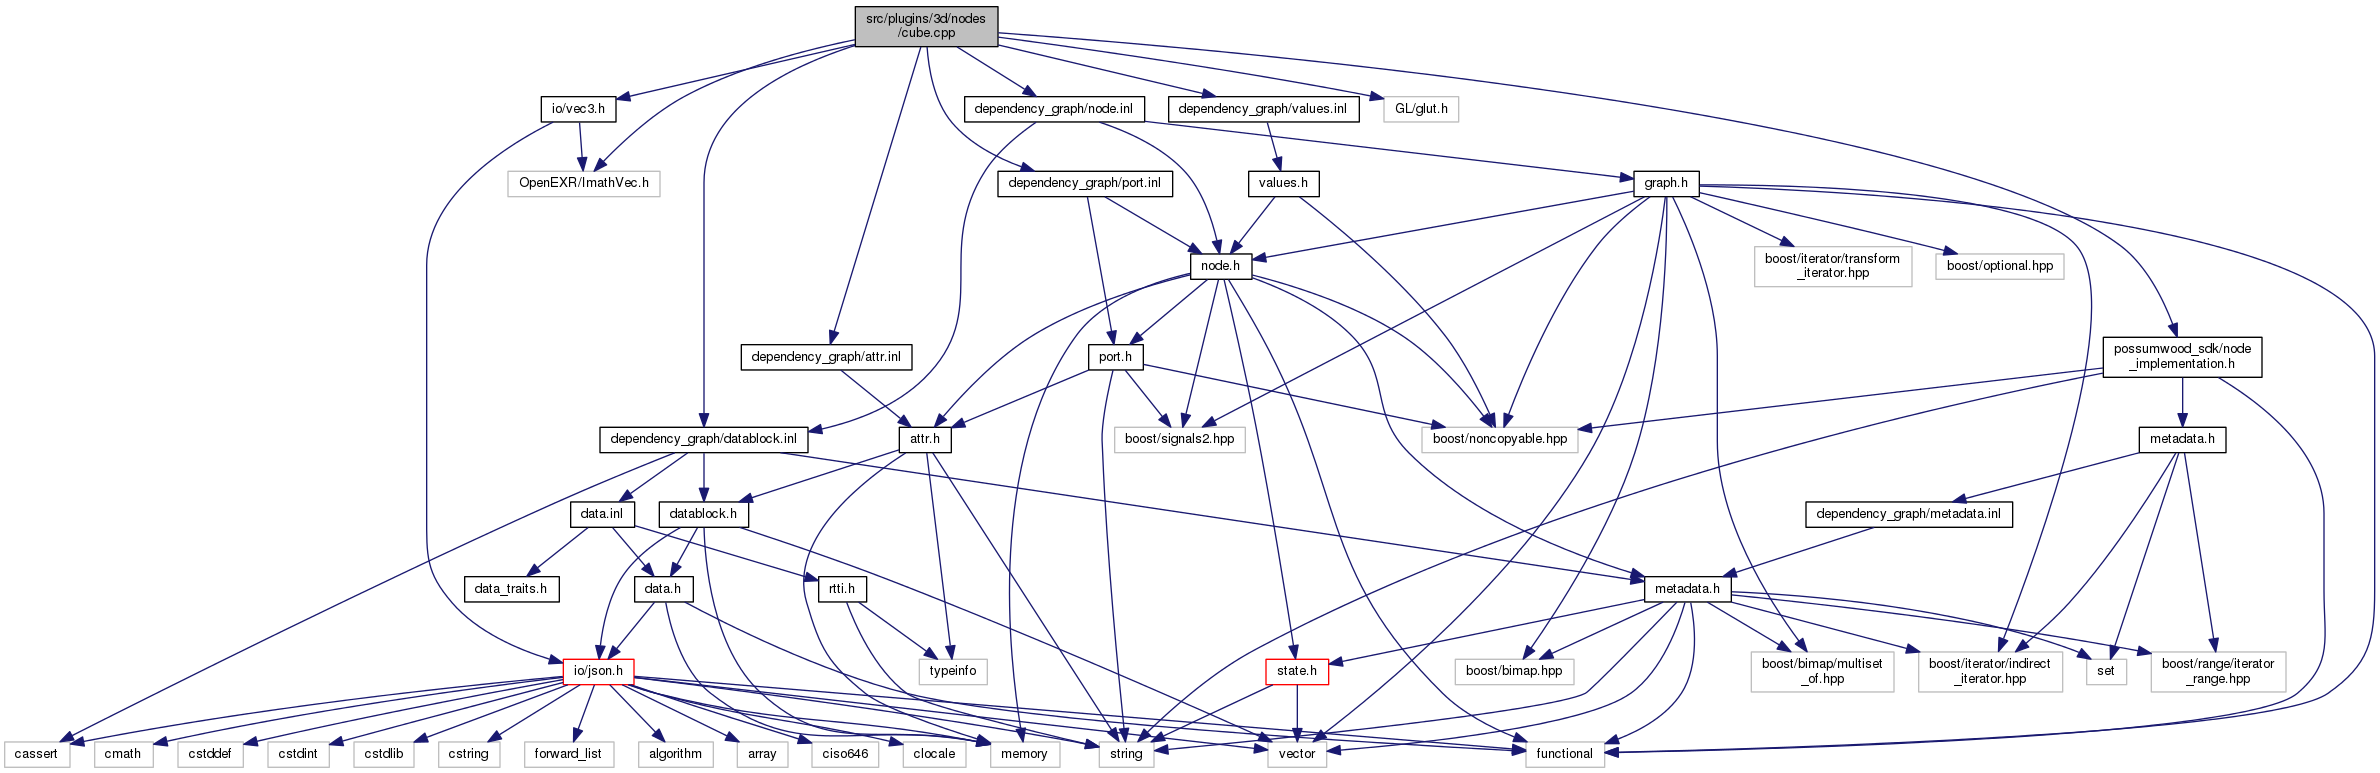 src/plugins/3d/nodes
/cube.cpp
io/vec3.h
dependency_graph/node.inl
dependency_graph/values.inl
GL/glut.h
OpenEXR/ImathVec.h
dependency_graph/port.inl
values.h
graph.h
node.h
boost/iterator/transform
_iterator.hpp
boost/optional.hpp
dependency_graph/attr.inl
port.h
possumwood_sdk/node
_implementation.h
dependency_graph/datablock.inl
attr.h
boost/signals2.hpp
boost/noncopyable.hpp
metadata.h
data.inl
datablock.h
dependency_graph/metadata.inl
data_traits.h
data.h
rtti.h
metadata.h
io/json.h
typeinfo
state.h
boost/bimap.hpp
boost/bimap/multiset
_of.hpp
boost/iterator/indirect
_iterator.hpp
set
boost/range/iterator
_range.hpp
cassert
cmath
cstddef
cstdint
cstdlib
cstring
forward_list
algorithm
array
ciso646
clocale
memory
string
vector
functional